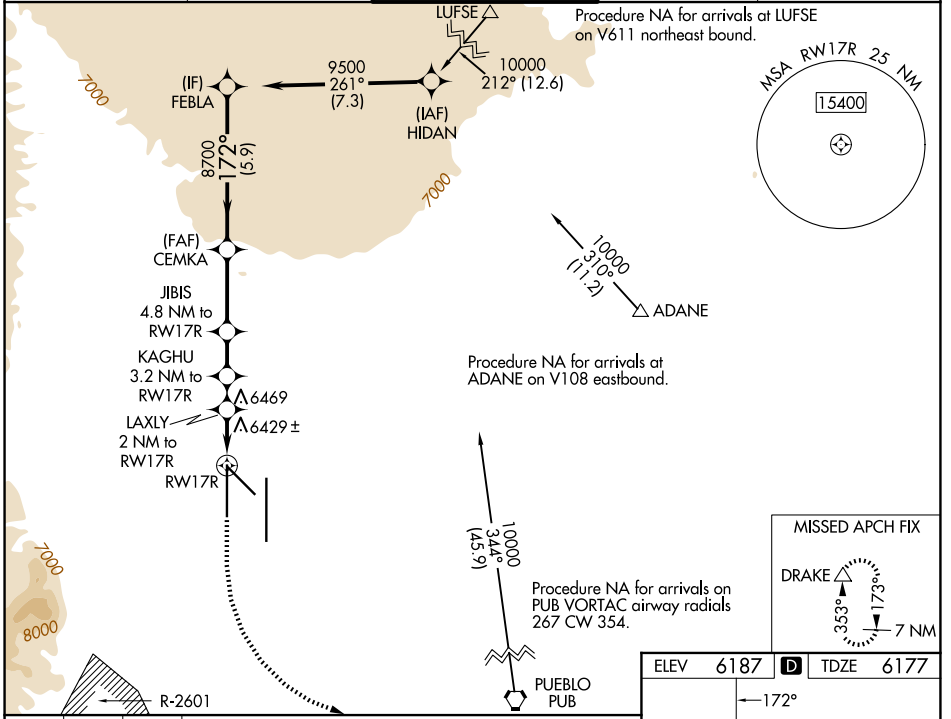 LUFSE
Procedure NA for arrivals at LUFSE
on V611 northeast bound.
7000
(IF)
FEBLA
9500
261°
(7.3)
10000
212° (12.6)
(IAF)
HIDAN
MSA RW17R 25 NM
15400
8700
172°
(5.9)
7000
(FAF)
CEMKA
10000
310°
(11.2)
ADANE
JIBIS
4.8 NM to
RW17R
Procedure NA for arrivals at
ADANE on V108 eastbound.
KAGHU
3.2 NM to
RW17R
6469
LAXLY
2 NM to
RW17R
6429±
RW17R
10000
344°
(45.9)
7000
8000
MISSED APCH FIX
DRAKE
353°
173°
7 NM
Procedure NA for arrivals on
PUB VORTAC airway radials
267 CW 354.
PUEBLO
PUB
R-2601
ELEV 6187 D TDZE 6177
172°